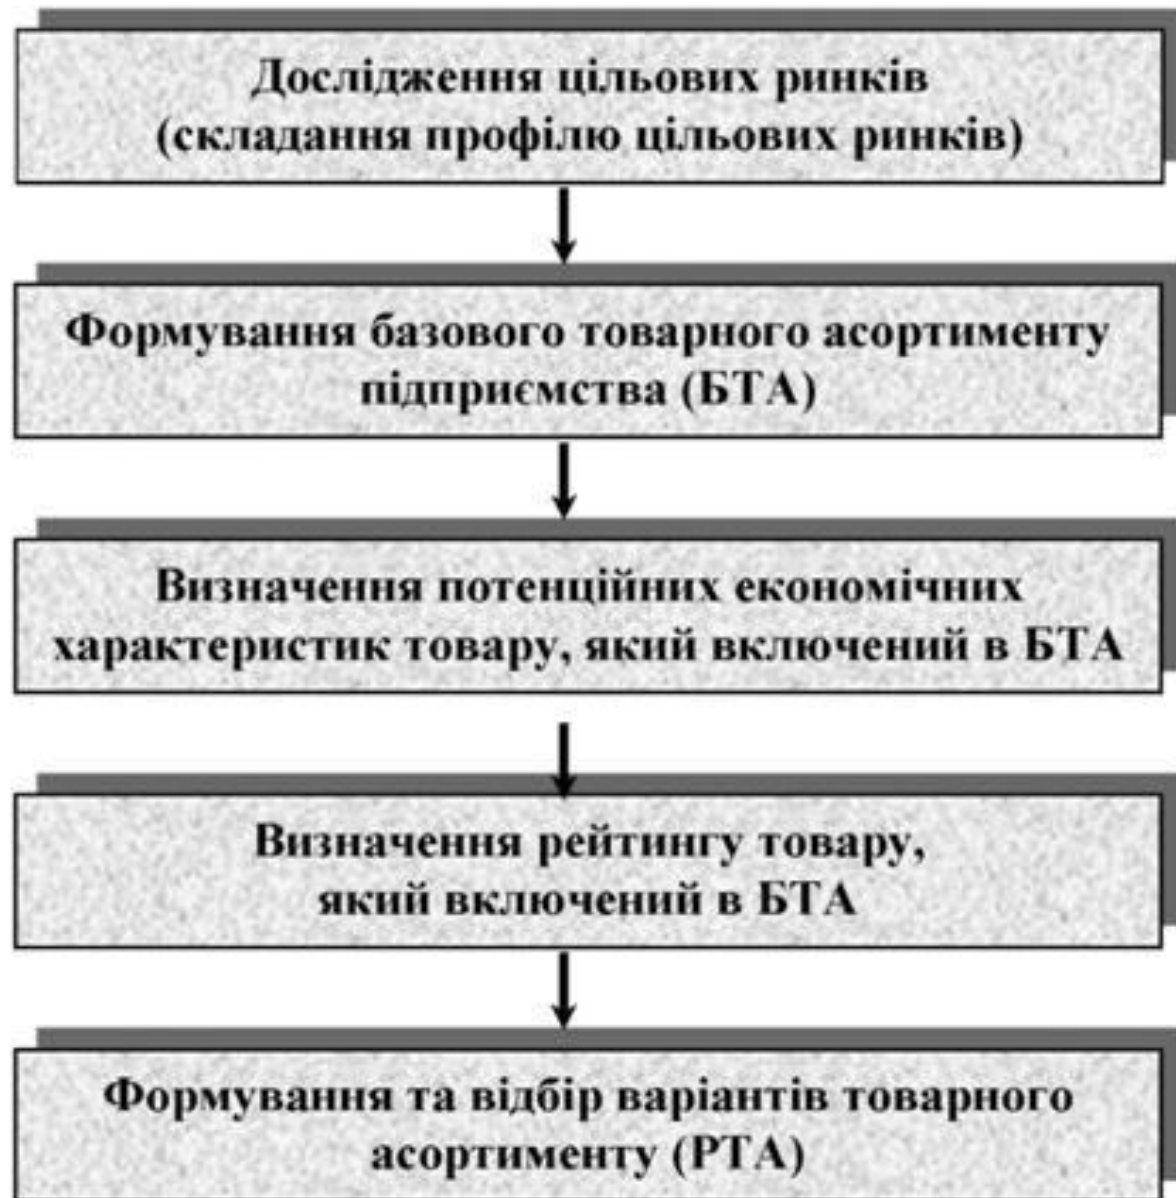 Дослідження цільових ринків
(складання профілю цільових ринків)
Формування базового товарного асортименту
підприємства (БТА)
Визначення потенційних економічних
характеристик товару, який включений в БТА
Визначення рейтингу товару,
який включений в БТА
Формування та відбір варіантів товарного
асортименту (РТА)